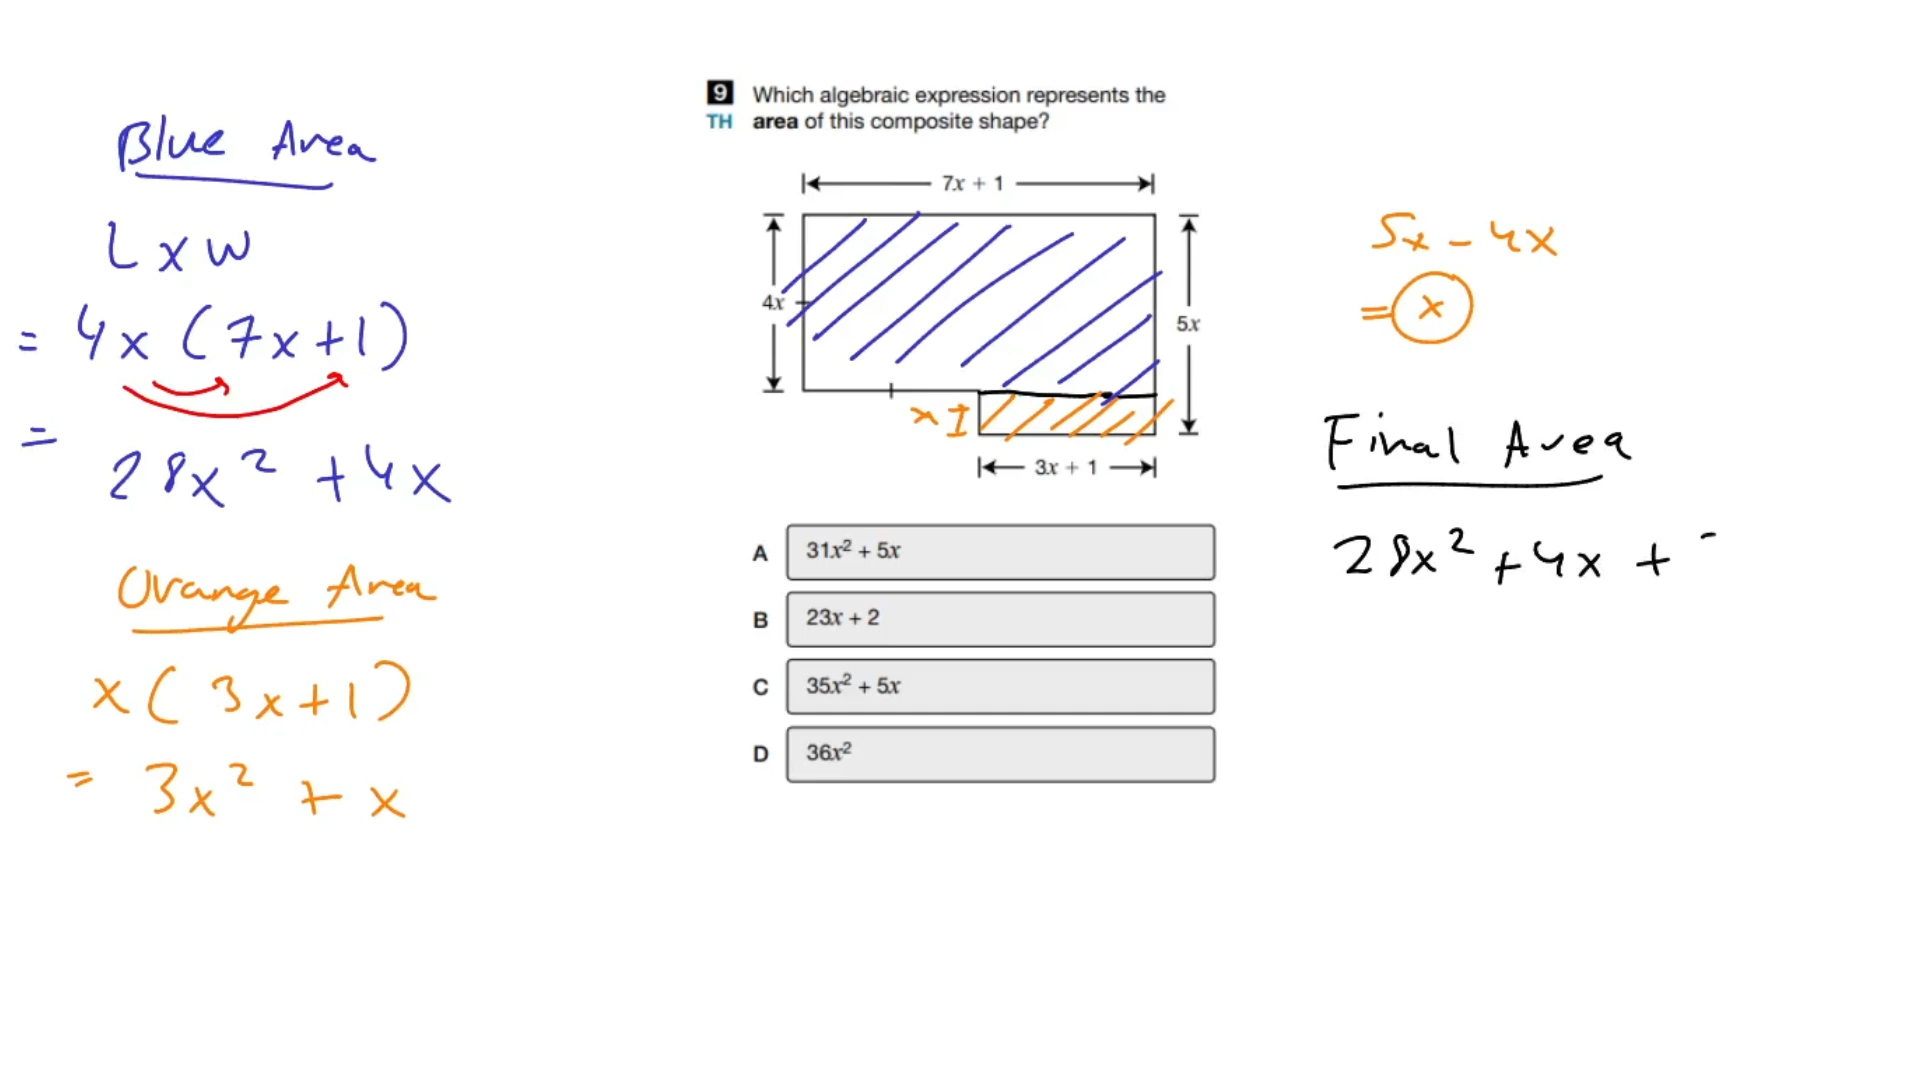 Blue Area
L x W
= 4x (7x+1)
= 28x² + 4x
Orange Area
x (3x+1)
= 3x² + x
9 Which algebraic expression represents the
TH area of this composite shape?
7x + 1
4x
5x
x
3x + 1
A 31x² + 5x
B 23x + 2
C 35x² + 5x
D 36x²
5x - 4x
= x
Final Area
28x² + 4x +